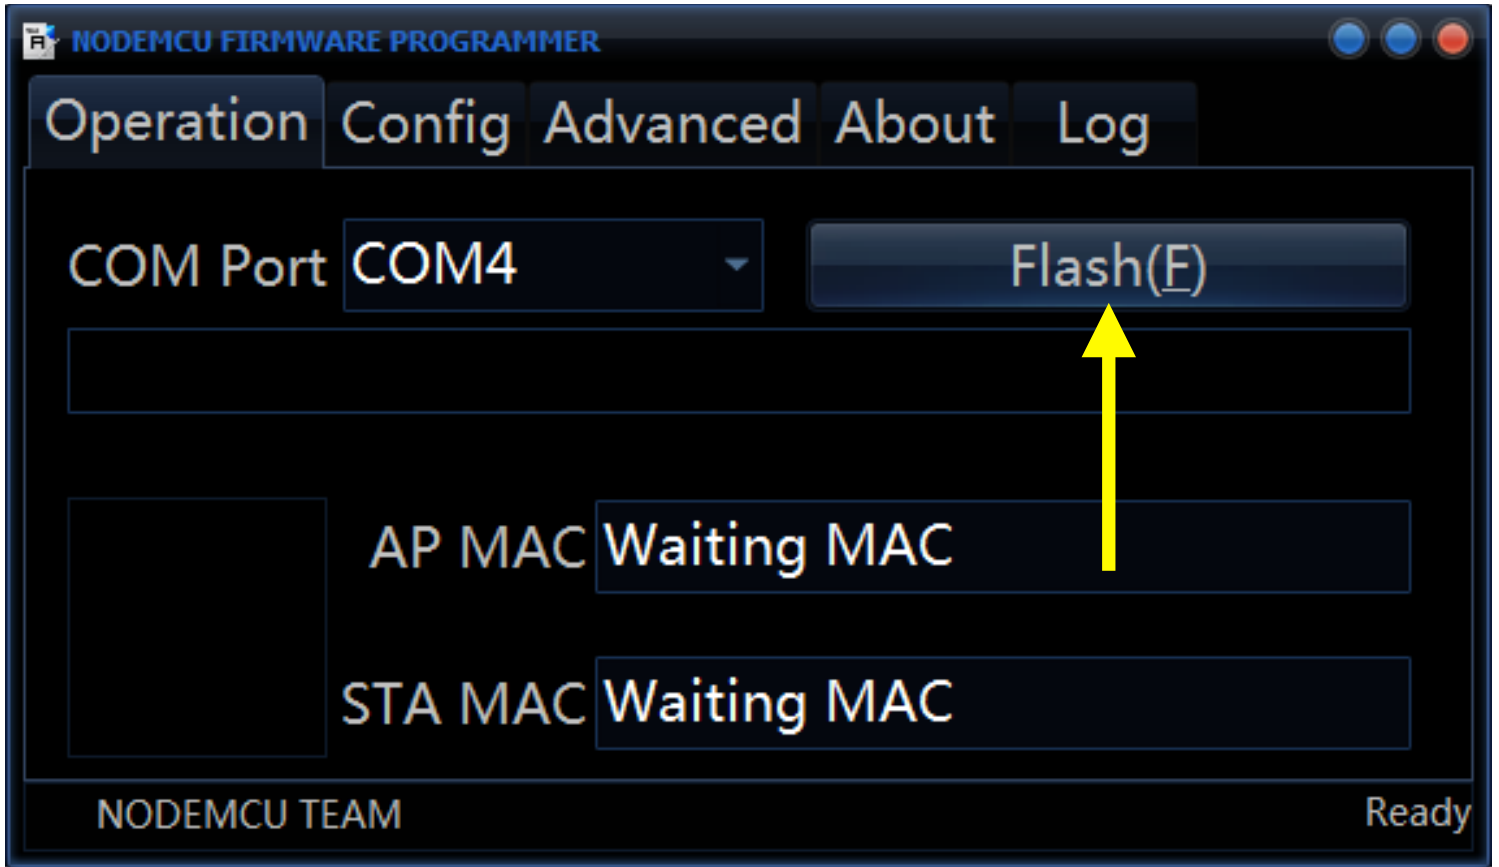 NODEMCU FIRMWARE PROGRAMMER
Operation Config Advanced About Log
COM Port COM4 Flash(F)
AP MAC Waiting MAC
STA MAC Waiting MAC
NODEMCU TEAM Ready